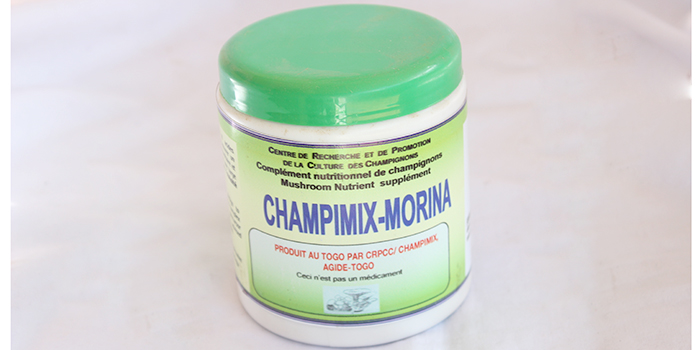 CENTRE DE RECHERCHE ET DE PROMOTION
DE LA CULTURE DES CHAMPIGNONS
Complément nutritionnel de champignons
Mushroom Nutrient supplément
CHAMPIMIX-MORINA
PRODUIT AU TOGO PAR CRPCC/ CHAMPIMIX,
AGIDE-TOGO
Ceci n'est pas un médicament